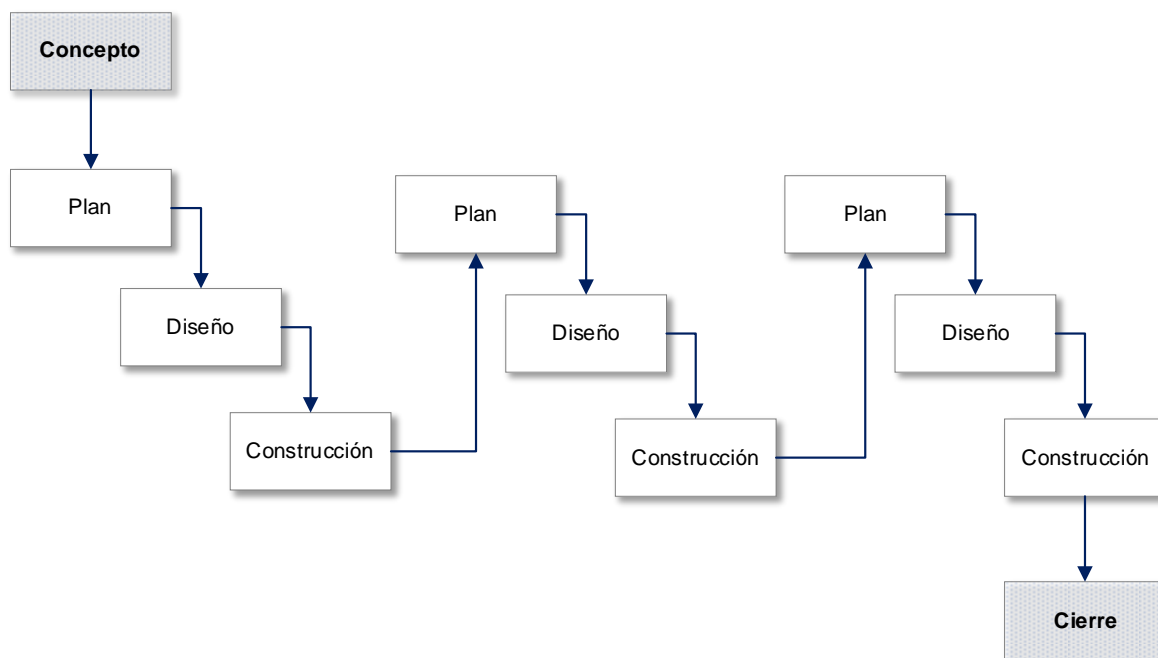 Concepto
Plan
Diseño
Construcción
Plan
Diseño
Construcción
Plan
Diseño
Construcción
Cierre